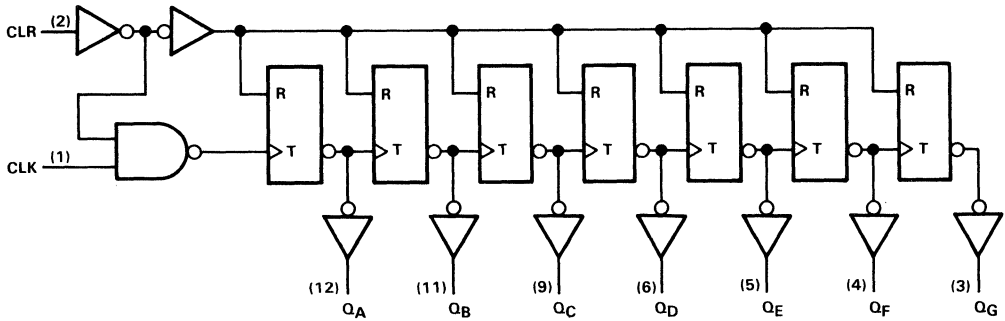 CLR (2)
R R R R R R R
CLK (1)
T T T T T T T
(12) (11) (9) (6) (5) (4) (3)
QA QB QC QD QE QF QG